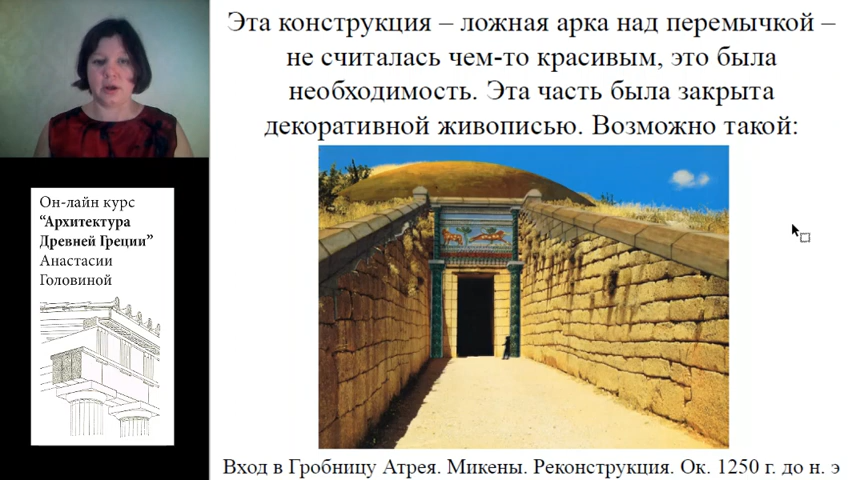 Эта конструкция – ложная арка над перемычкой –
не считалась чем-то красивым, это была
необходимость. Эта часть была закрыта
декоративной живописью. Возможно такой:
Он-лайн курс
“Архитектура
Древней Греции”
Анастасии
Головиной
Вход в Гробницу Атрея. Микены. Реконструкция. Ок. 1250 г. до н. э